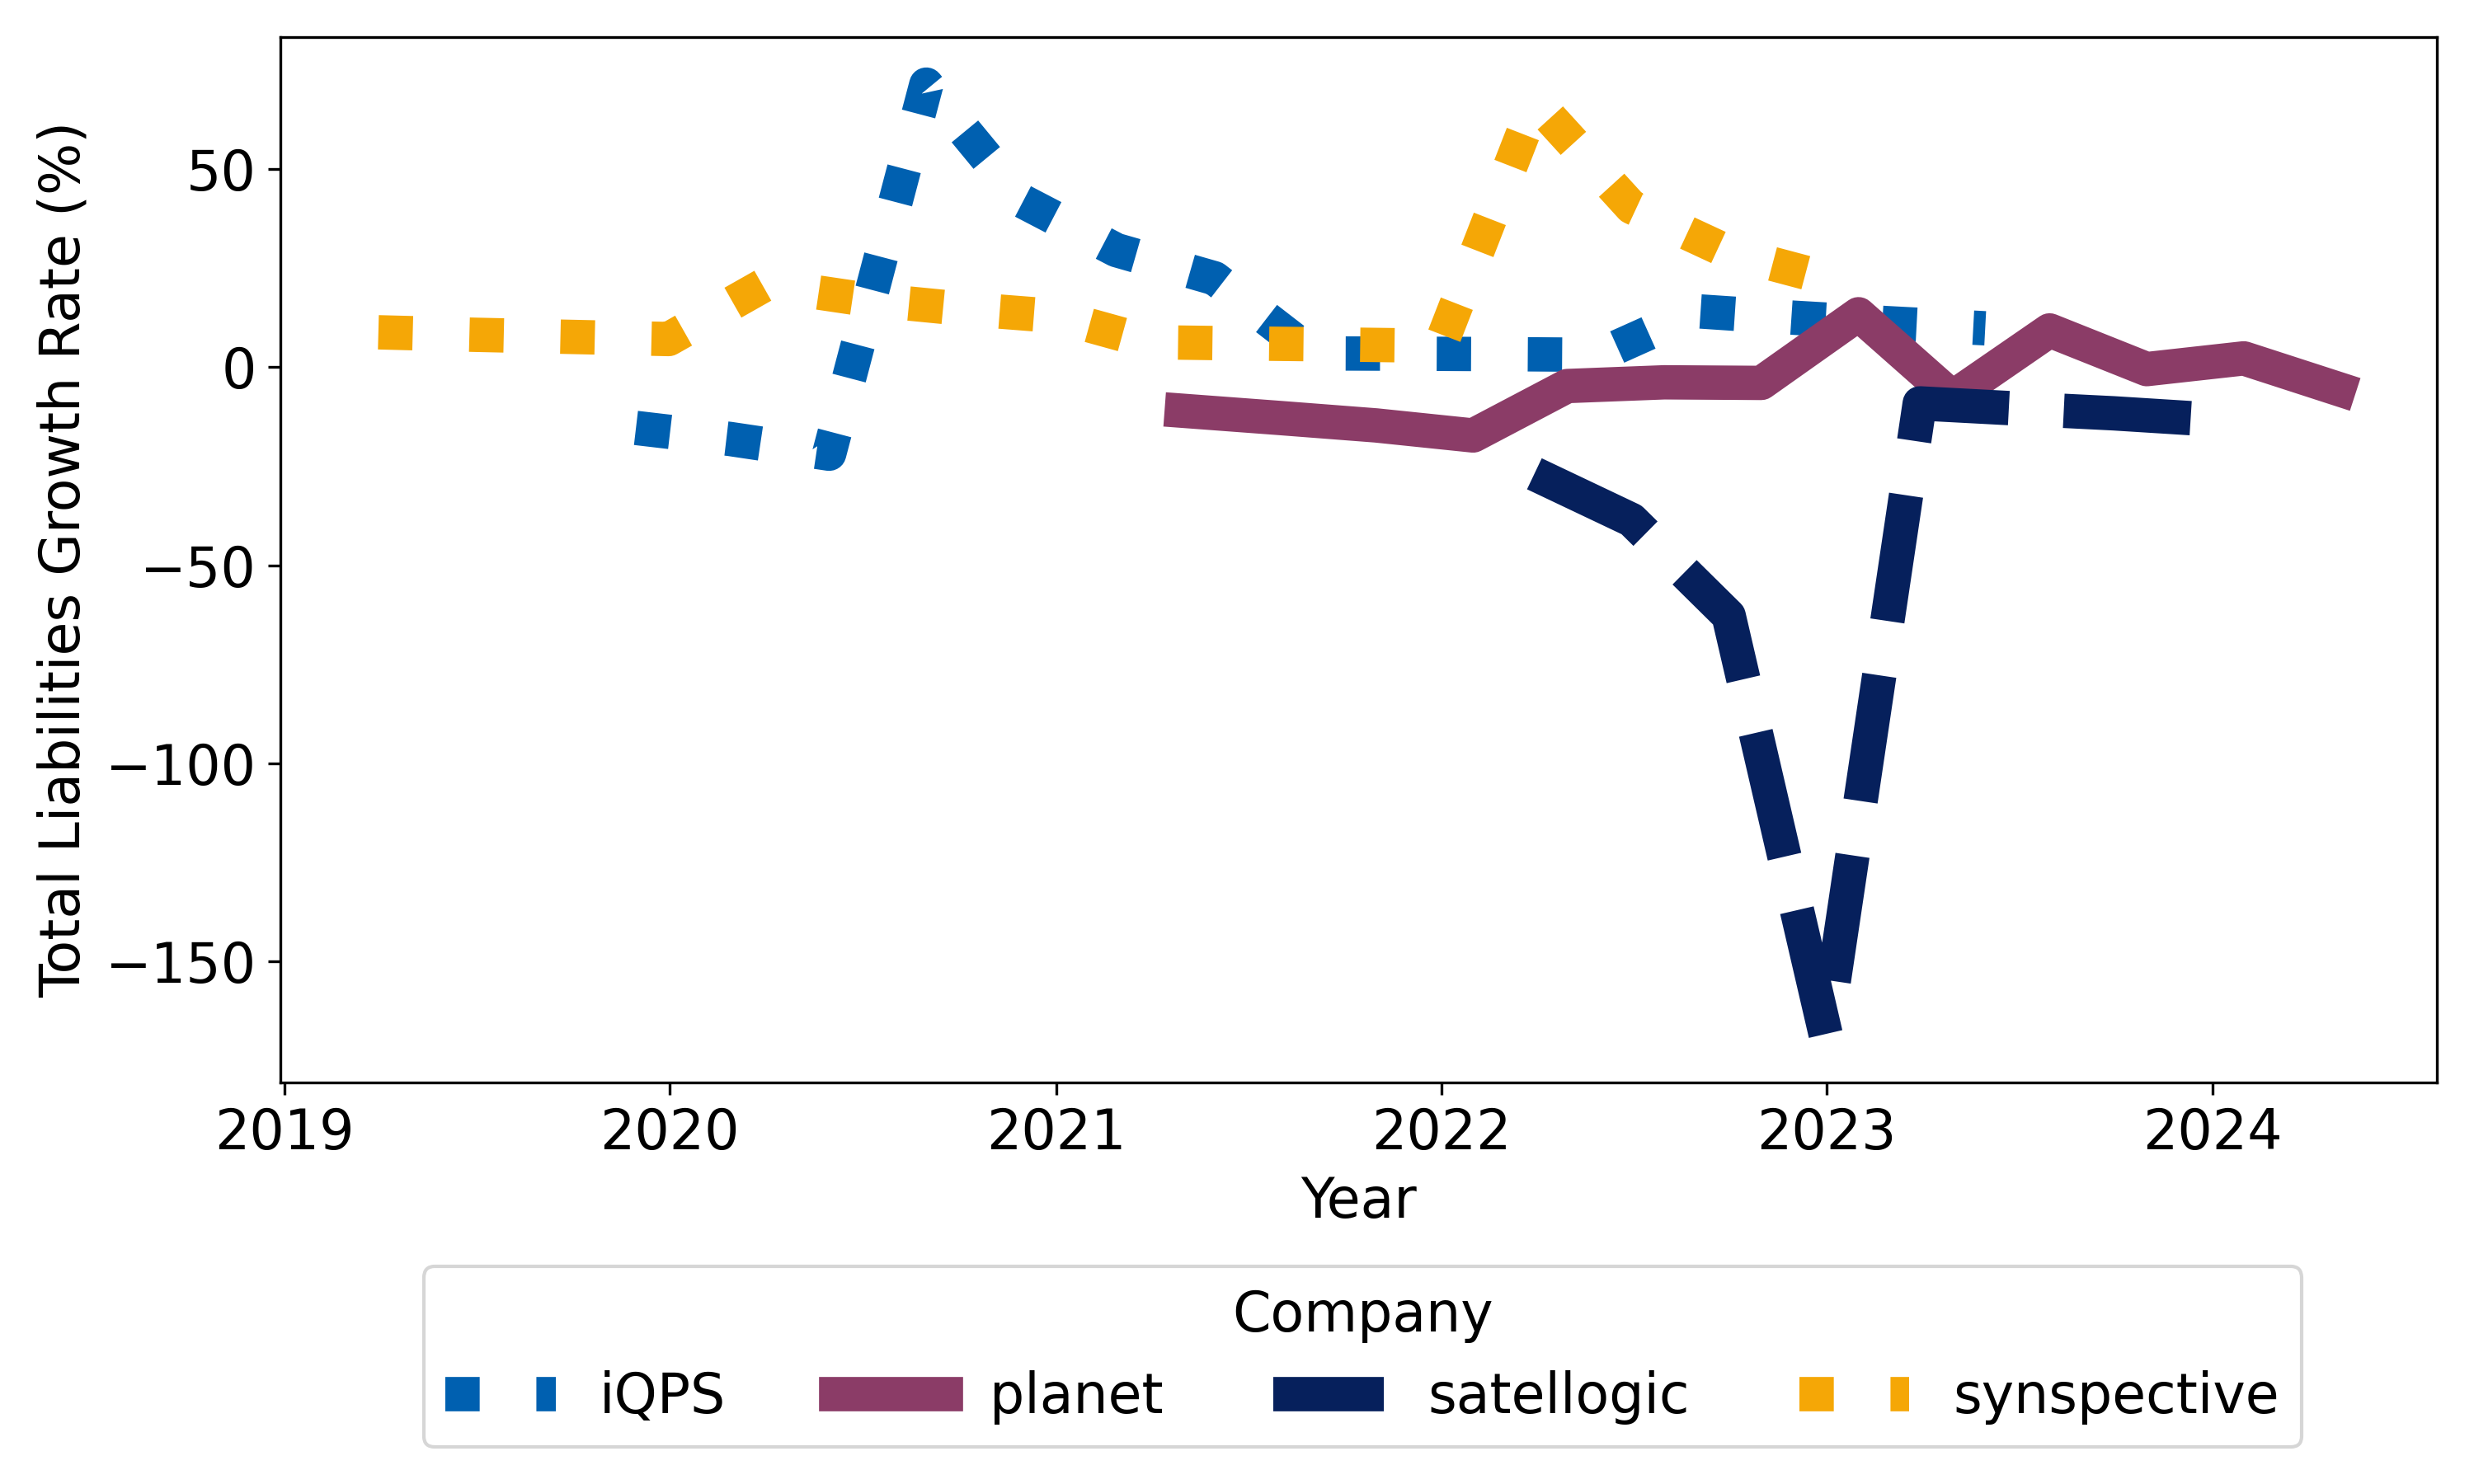 Total Liabilities Growth Rate (%)
50
0
−50
−100
−150
2019 2020 2021 2022 2023 2024
Year
Company
iQPS planet satellogic synspective